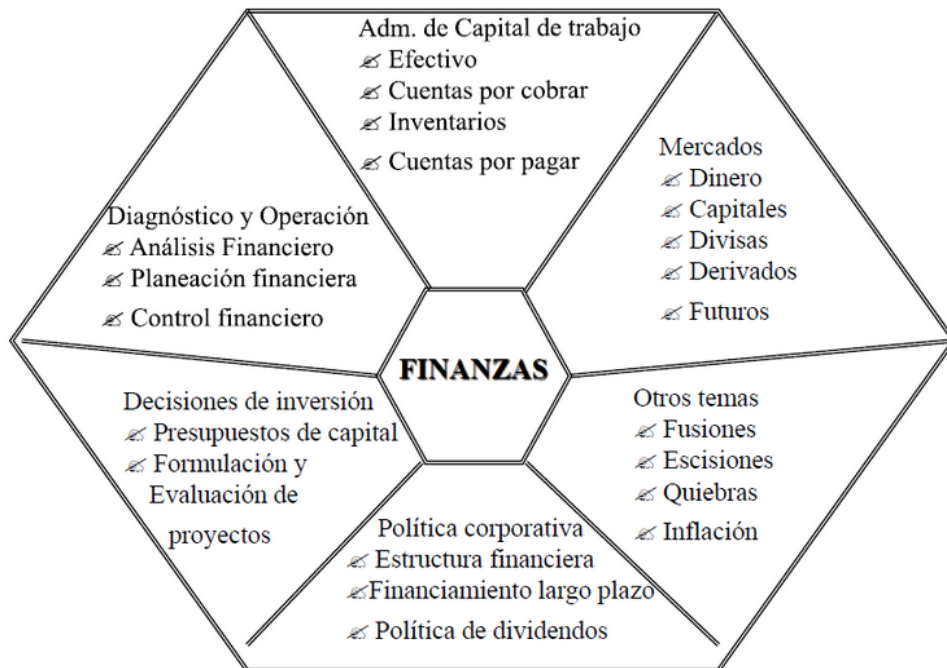 Adm. de Capital de trabajo
Efectivo
Cuentas por cobrar
Inventarios
Cuentas por pagar
Mercados
Dinero
Capitales
Divisas
Derivados
Futuros
Diagnóstico y Operación
Análisis Financiero
Planeación financiera
Control financiero
FINANZAS
Decisiones de inversión
Presupuestos de capital
Formulación y
Evaluación de
proyectos
Otros temas
Fusiones
Escisiones
Quiebras
Inflación
Política corporativa
Estructura financiera
Financiamiento largo plazo
Política de dividendos